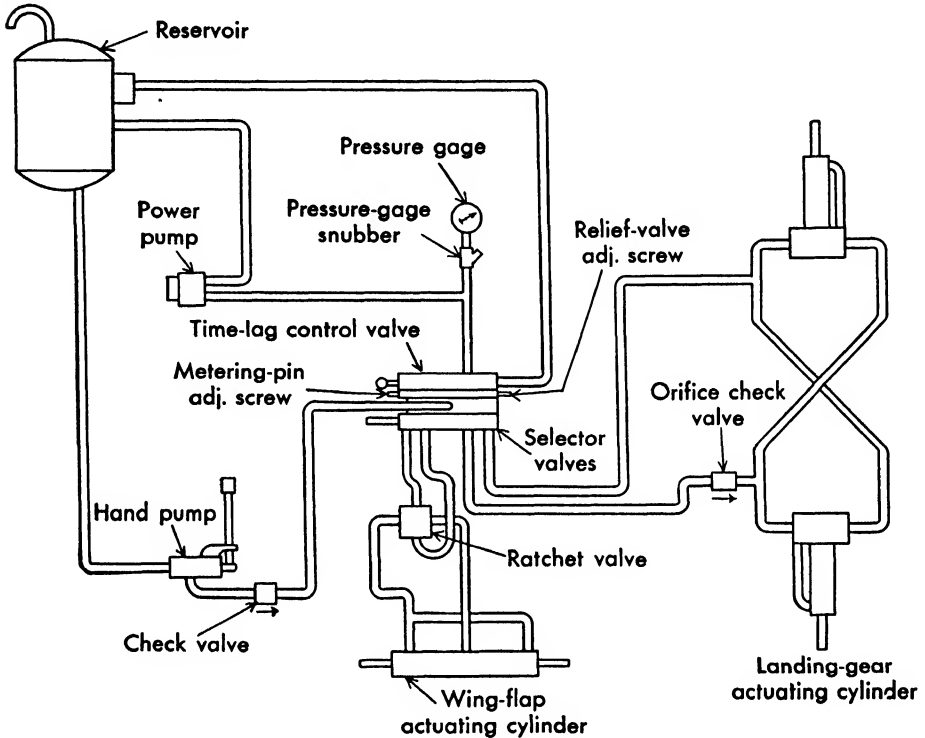 Reservoir
Pressure gage
Power
pump
Pressure-gage
snubber
Relief-valve
adj. screw
Time-lag control valve
Metering-pin
adj. screw
Orifice check
valve
Selector
valves
Hand pump
Ratchet valve
Check valve
Wing-flap
actuating cylinder
Landing-gear
actuating cylinder